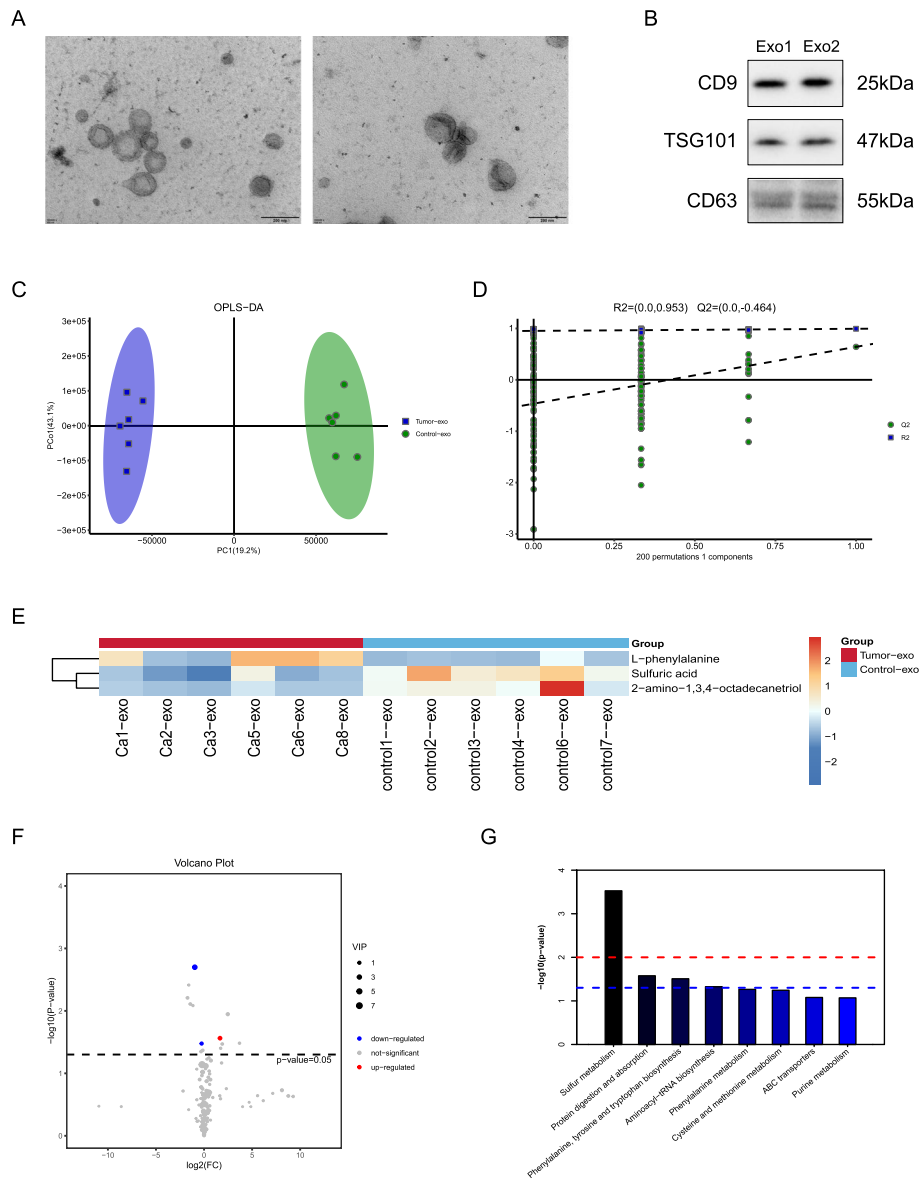 A
B
Exo1 Exo2
CD9 25kDa
TSG101 47kDa
CD63 55kDa
200 nm
200 nm
C
OPLS-DA
PCo1(43.1%)
3e+05
2e+05
1e+05
0e+00
-1e+05
-2e+05
-3e+05
-50000 0 50000
PC1(19.2%)
Tumor-exo
Control-exo
D
R2=(0.0,0.953) Q2=(0.0,-0.464)
1
0
-1
-2
-3
0.00 0.25 0.50 0.75 1.00
200 permutations 1 components
Q2
R2
E
Group
L-phenylalanine
Sulfuric acid
2-amino-1,3,4-octadecanetriol
Ca1-exo
Ca2-exo
Ca3-exo
Ca5-exo
Ca6-exo
Ca8-exo
control1--exo
control2--exo
control3--exo
control4--exo
control6--exo
control7--exo
2
1
0
-1
-2
Group
Tumor-exo
Control-exo
F
Volcano Plot
-log10(P-value)
4
3
2
1
0
p-value=0.05
-10 -5 0 5 10
log2(FC)
VIP
1
3
5
7
down-regulated
not-significant
up-regulated
G
-log10(p-value)
4
3
2
1
0
Sulfur metabolism
Protein digestion and absorption
Phenylalanine, tyrosine and tryptophan biosynthesis
Aminoacyl-tRNA biosynthesis
Phenylalanine metabolism
Cysteine and methionine metabolism
ABC transporters
Purine metabolism